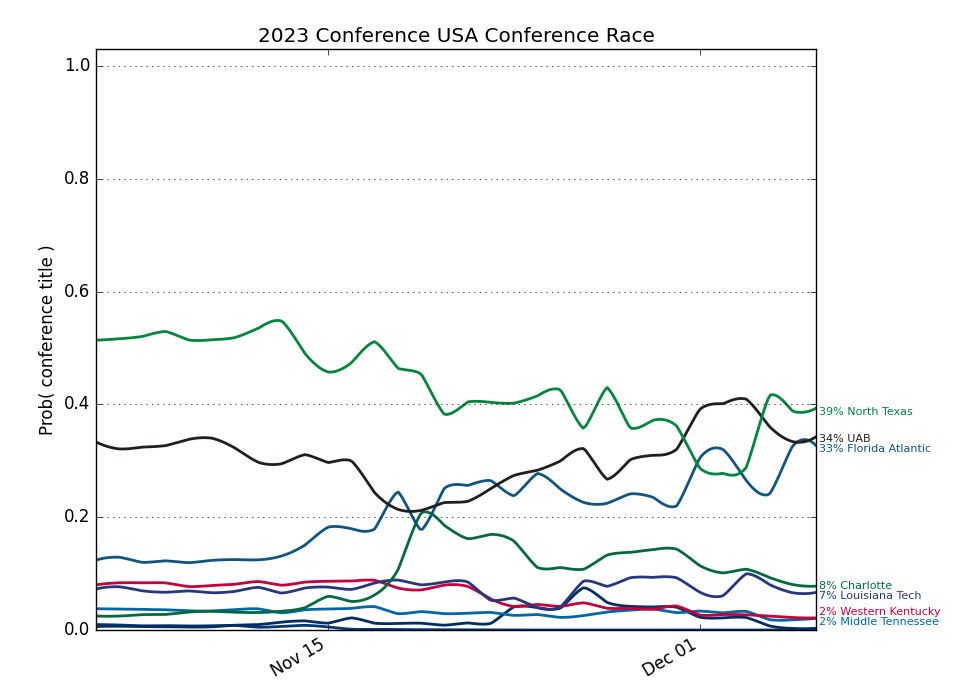 2023 Conference USA Conference Race
Prob( conference title )
1.0
0.8
0.6
0.4
0.2
0.0
Nov 15
Dec 01
39% North Texas
34% UAB
33% Florida Atlantic
8% Charlotte
7% Louisiana Tech
2% Western Kentucky
2% Middle Tennessee